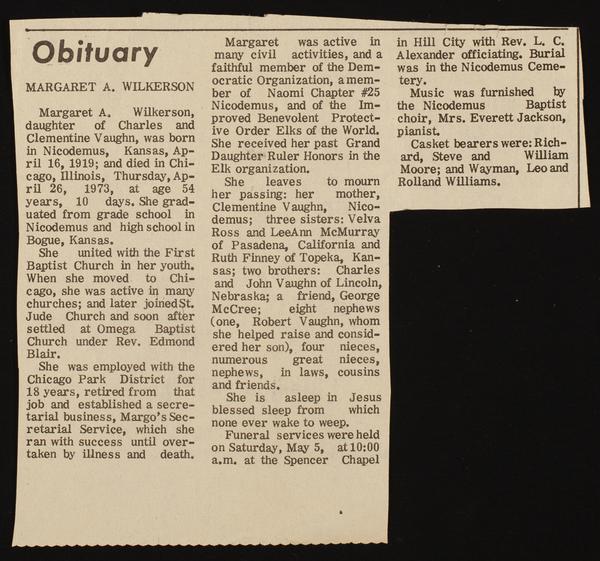 Obituary
MARGARET A. WILKERSON
Margaret A. Wilkerson,
daughter of Charles and
Clementine Vaughn, was born
in Nicodemus, Kansas, Ap-
ril 16, 1919; and died in Chi-
cago, Illinois, Thursday, Ap-
ril 26, 1973, at age 54
years, 10 days. She grad-
uated from grade school in
Nicodemus and high school in
Bogue, Kansas.
She united with the First
Baptist Church in her youth.
When she moved to Chi-
cago, she was active in many
churches; and later joined St.
Jude Church and soon after
settled at Omega Baptist
Church under Rev. Edmond
Blair.
She was employed with the
Chicago Park District for
18 years, retired from that
job and established a secre-
tarial business, Margo's Sec-
retarial Service, which she
ran with success until over-
taken by illness and death.
Margaret was active in
many civil activities, and a
faithful member of the Dem-
ocratic Organization, a mem-
ber of Naomi Chapter #25
Nicodemus, and of the Im-
proved Benevolent Protect-
ive Order Elks of the World.
She received her past Grand
Daughter Ruler Honors in the
Elk organization.
She leaves to mourn
her passing: her mother,
Clementine Vaughn, Nico-
demus; three sisters: Velva
Ross and LeeAnn McMurray
of Pasadena, California and
Ruth Finney of Topeka, Kan-
sas; two brothers: Charles
and John Vaughn of Lincoln,
Nebraska; a friend, George
McCree; eight nephews
(one, Robert Vaughn, whom
she helped raise and consid-
ered her son), four nieces,
numerous great nieces,
nephews, in laws, cousins
and friends.
She is asleep in Jesus
blessed sleep from which
none ever wake to weep.
Funeral services were held
on Saturday, May 5, at 10:00
a.m. at the Spencer Chapel
in Hill City with Rev. L. C.
Alexander officiating. Burial
was in the Nicodemus Ceme-
tery.
Music was furnished by
the Nicodemus Baptist
choir, Mrs. Everett Jackson,
pianist.
Casket bearers were: Rich-
ard, Steve and William
Moore; and Wayman, Leo and
Rolland Williams.